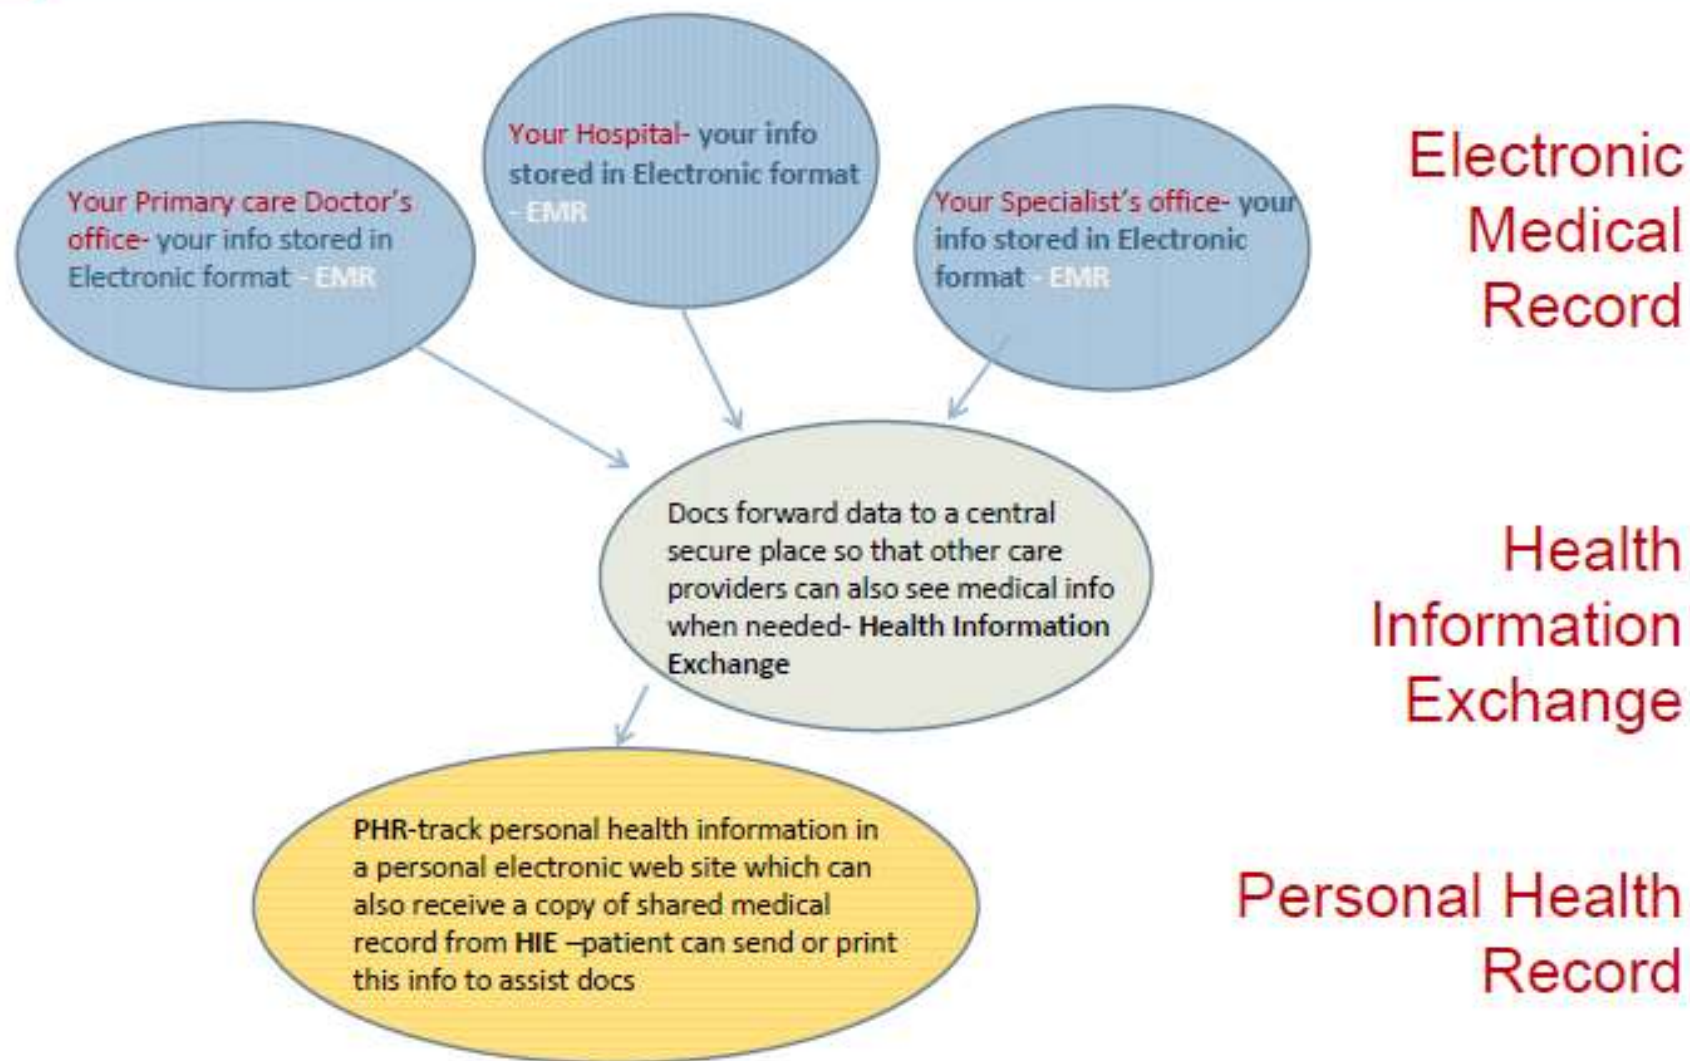 Your Primary care Doctor's
office- your info stored in
Electronic format - EMR
Your Hospital- your info
stored in Electronic format
- EMR
Your Specialist's office- your
info stored in Electronic
format - EMR
Electronic
Medical
Record
Docs forward data to a central
secure place so that other care
providers can also see medical info
when needed- Health Information
Exchange
Health
Information
Exchange
PHR-track personal health information in
a personal electronic web site which can
also receive a copy of shared medical
record from HIE –patient can send or print
this info to assist docs
Personal Health
Record